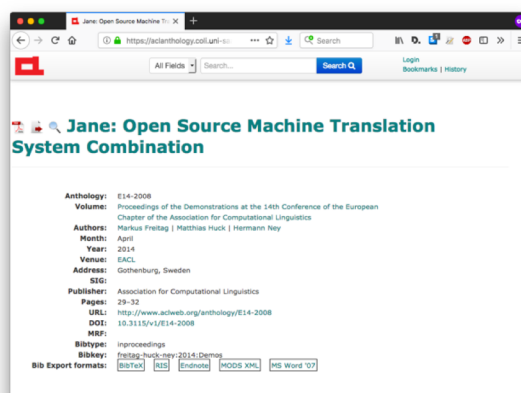 Jane: Open Source Machine Tra
https://aclanthology.coli.uni-sa
Search
All Fields
Search...
Search
Login
Bookmarks | History
Jane: Open Source Machine Translation
System Combination
Anthology: E14-2008
Volume: Proceedings of the Demonstrations at the 14th Conference of the European
Chapter of the Association for Computational Linguistics
Authors: Markus Freitag | Matthias Huck | Hermann Ney
Month: April
Year: 2014
Venue: EACL
Address: Gothenburg, Sweden
SIG:
Publisher: Association for Computational Linguistics
Pages: 29–32
URL: http://www.aclweb.org/anthology/E14-2008
DOI: 10.3115/v1/E14-2008
MRF:
Bibtype: inproceedings
Bibkey: freitag-huck-ney:2014:Demos
Bib Export formats: BibTeX RIS Endnote MODS XML MS Word '07